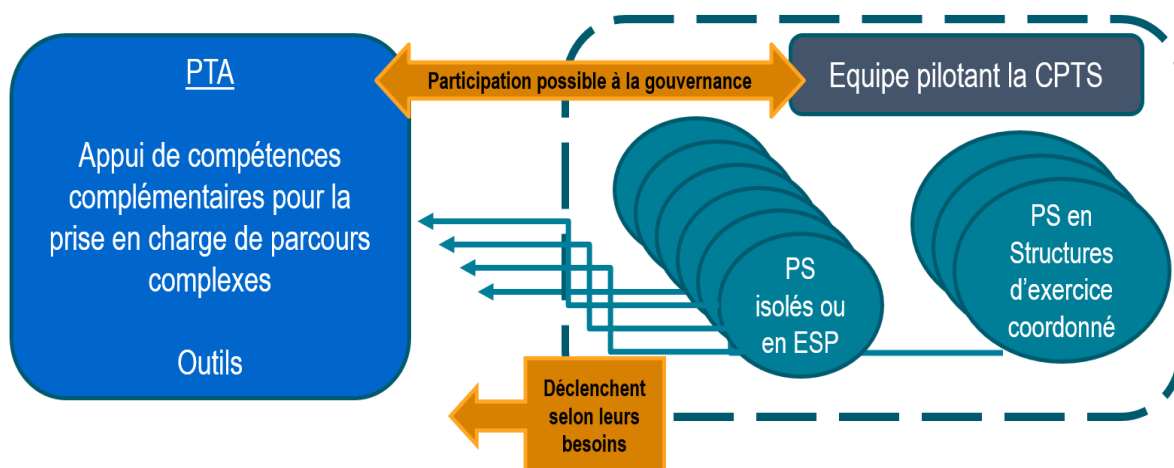 PTA
Appui de compétences
complémentaires pour la
prise en charge de parcours
complexes
Outils
Participation possible à la gouvernance
Equipe pilotant la CPTS
PS
isolés ou
en ESP
PS en
Structures
d’exercice
coordonné
Déclenchent
selon leurs
besoins